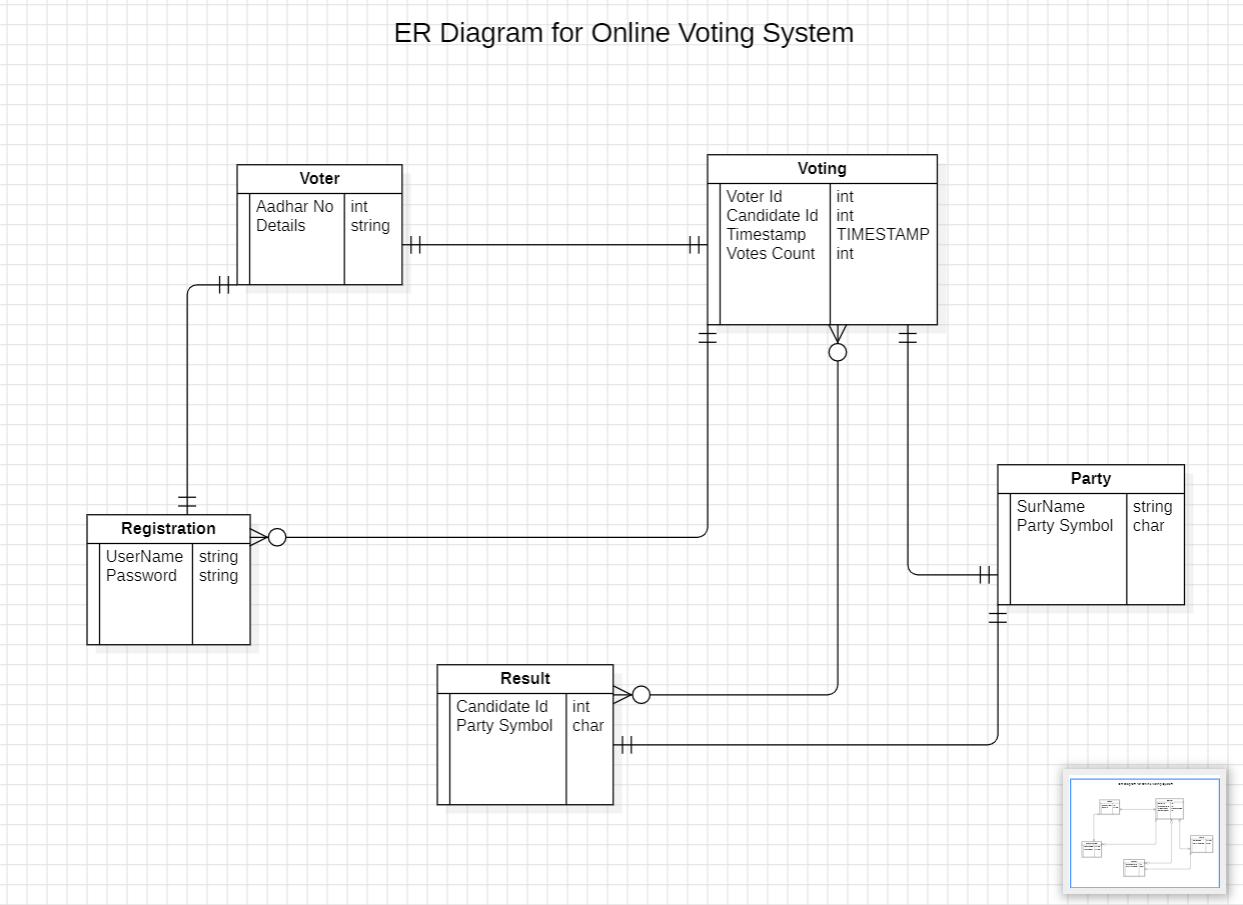 ER Diagram for Online Voting System
Voter
Aadhar No int
Details string
Voting
Voter Id int
Candidate Id int
Timestamp TIMESTAMP
Votes Count int
Party
SurName string
Party Symbol char
Registration
UserName string
Password string
Result
Candidate Id int
Party Symbol char